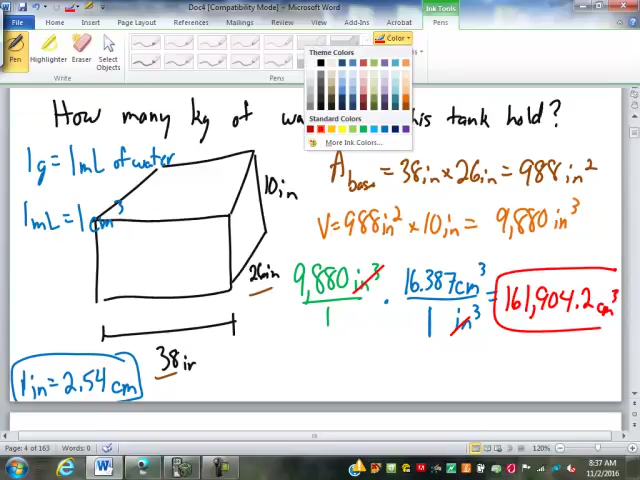 Doc4 [Compatibility Mode] - Microsoft Word
Ink Tools
File Home Insert Page Layout References Mailings Review View Add-Ins Acrobat Pens
Pen Highlighter Eraser Select Objects
Color
Write
Pens
Theme Colors
Standard Colors
More Ink Colors...
How many kg of wa his tank hold?
1g = 1mL of water
1mL = 1cm³
10in
26in
38in
1in = 2.54 cm
A base = 38in × 26in = 988in²
V = 988in² × 10in = 9,880 in³
9,880 in³ / 1 · 16.387cm³ / 1 in³ = 161,904.2 cm³
Page: 4 of 163 Words: 0 120%
8:37 AM
11/2/2016